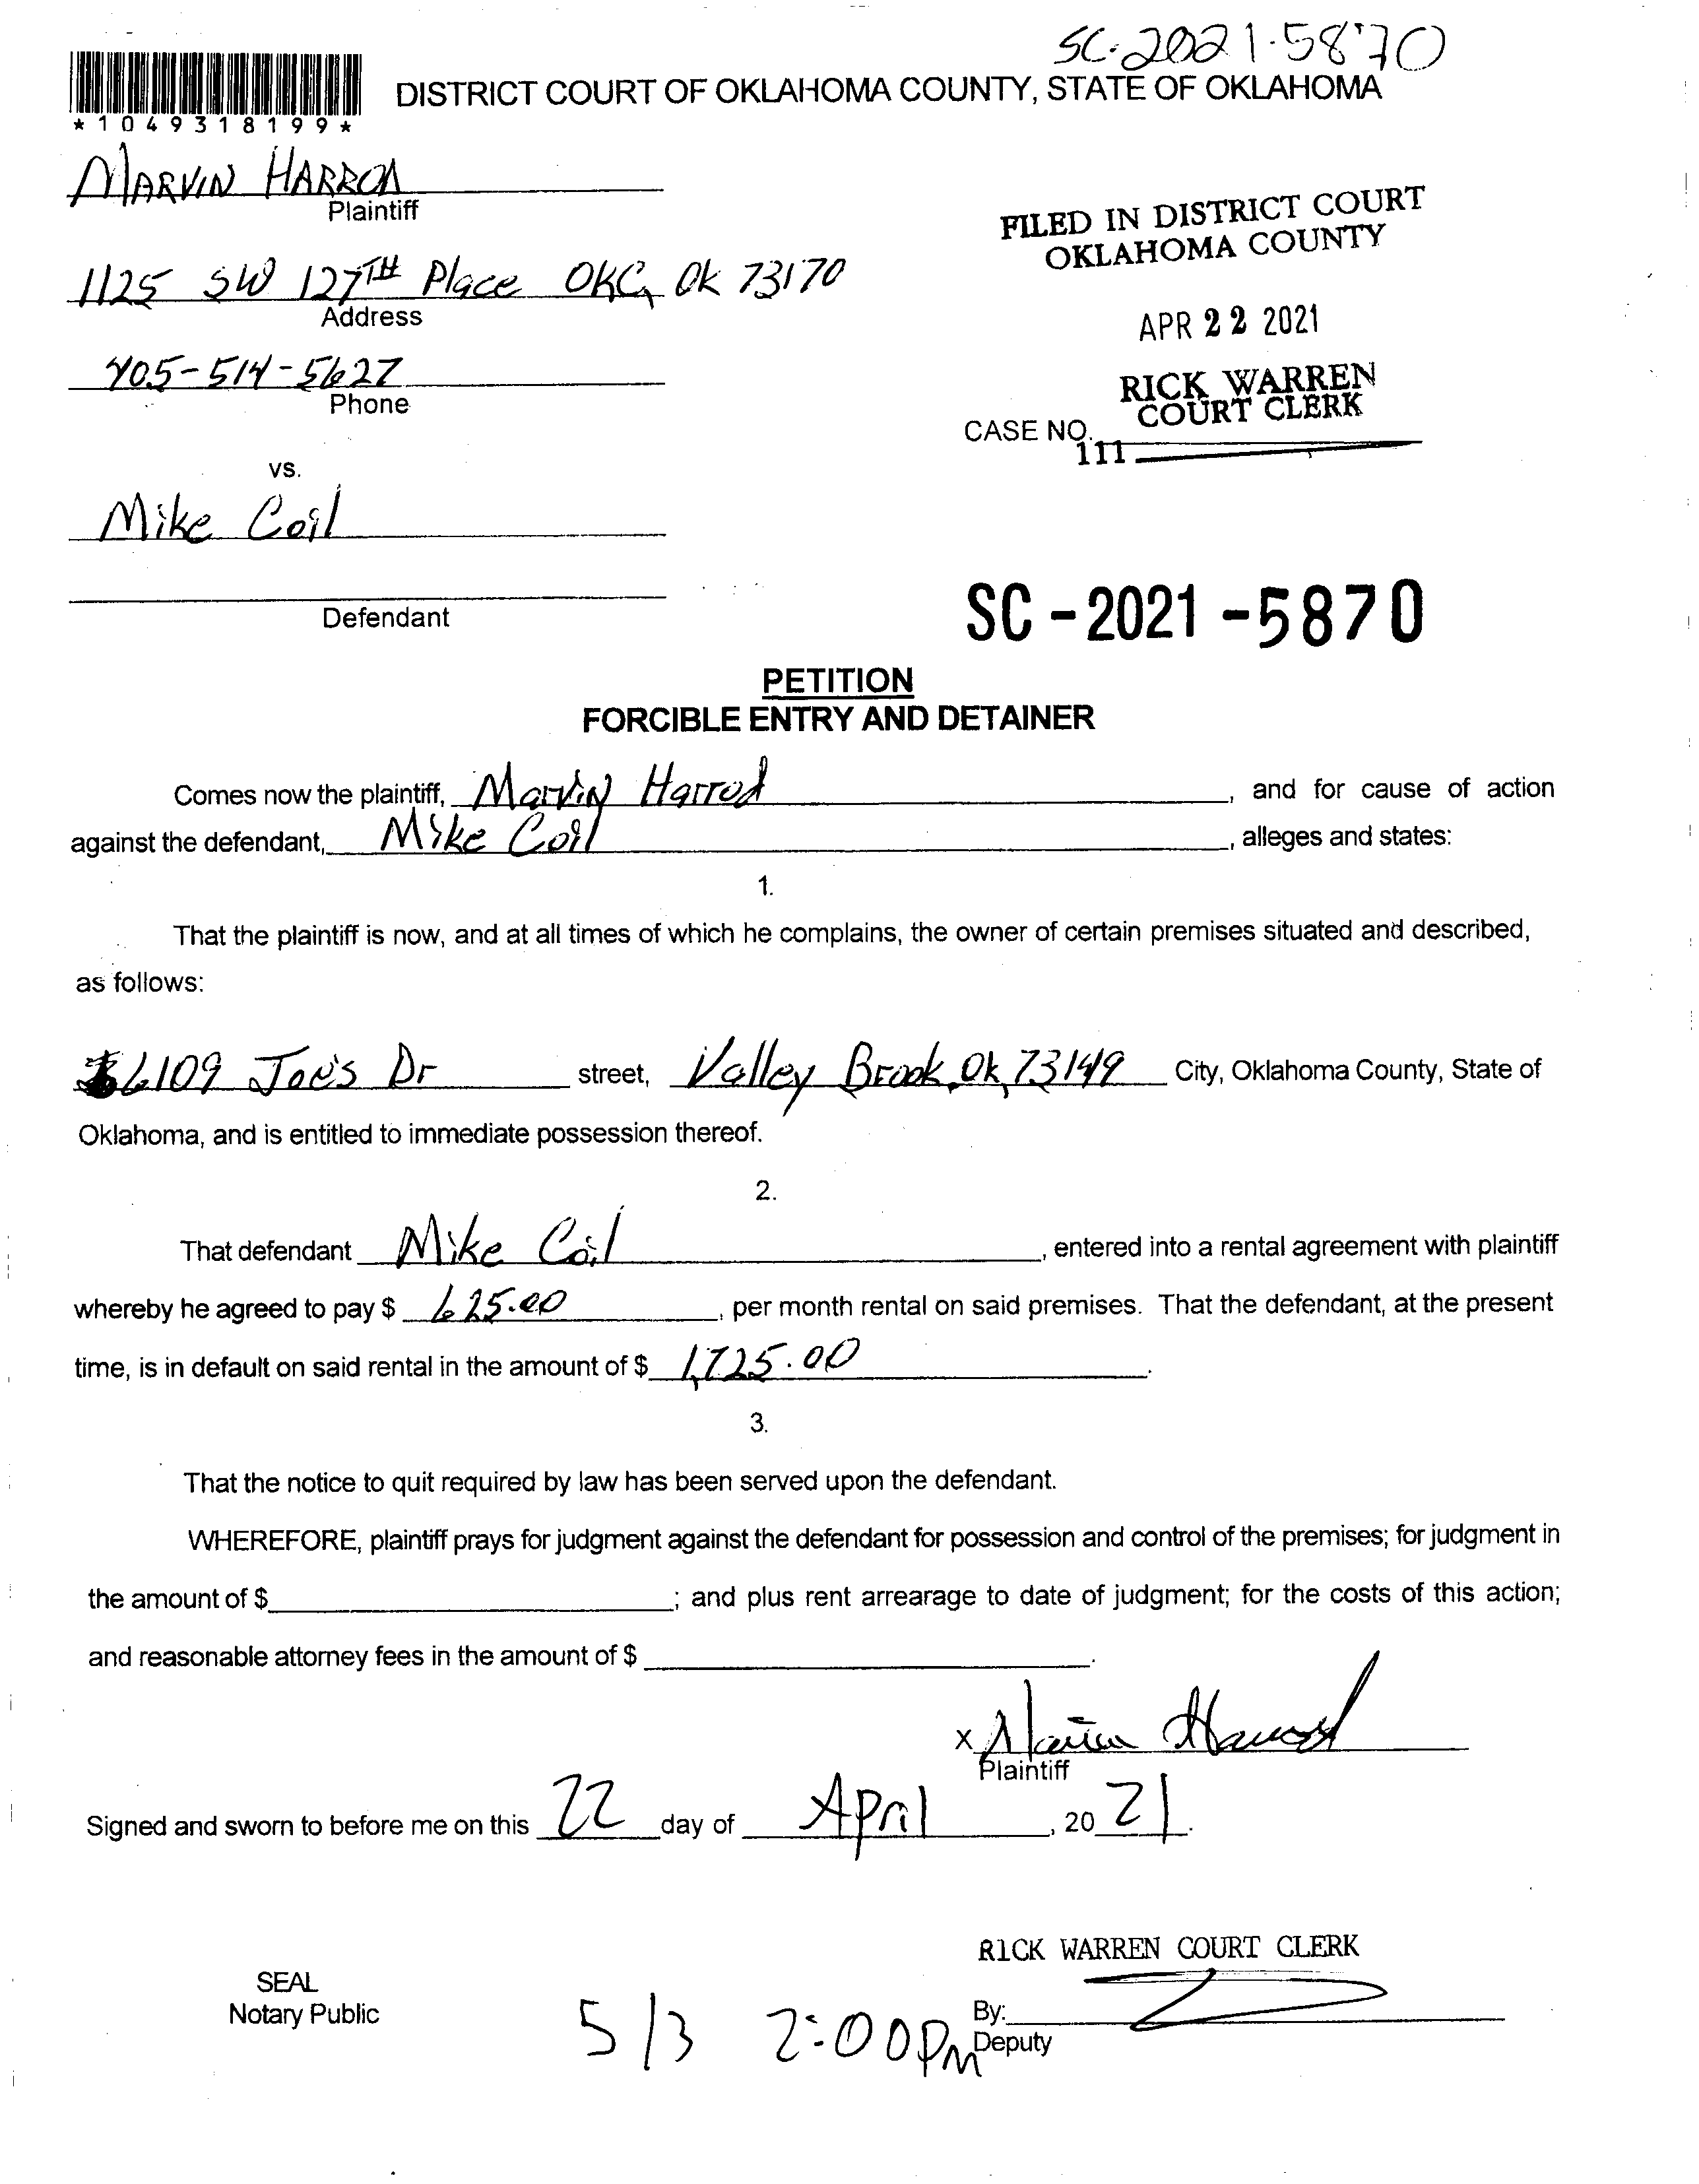 SC-2021-5870
*1049318199*
DISTRICT COURT OF OKLAHOMA COUNTY, STATE OF OKLAHOMA
MARVIN HARROD
Plaintiff
1125 SW 127TH Place OKC, Ok 73170
Address
405-514-5627
Phone
FILED IN DISTRICT COURT
OKLAHOMA COUNTY
APR 22 2021
RICK WARREN
COURT CLERK
CASE NO.
111
vs.
Mike Coil
Defendant
SC-2021-5870
PETITION
FORCIBLE ENTRY AND DETAINER
Comes now the plaintiff, Marvin Harrod, and for cause of action
against the defendant, Mike Coil, alleges and states:
1.
That the plaintiff is now, and at all times of which he complains, the owner of certain premises situated and described,
as follows:
6109 Joe's Dr street, Valley Brook, Ok, 73149 City, Oklahoma County, State of
Oklahoma, and is entitled to immediate possession thereof.
2.
That defendant Mike Coil, entered into a rental agreement with plaintiff
whereby he agreed to pay $ 625.00, per month rental on said premises. That the defendant, at the present
time, is in default on said rental in the amount of $ 1,725.00.
3.
That the notice to quit required by law has been served upon the defendant.
WHEREFORE, plaintiff prays for judgment against the defendant for possession and control of the premises; for judgment in
the amount of $ ; and plus rent arrearage to date of judgment; for the costs of this action;
and reasonable attorney fees in the amount of $ .
x Marvin Harrod
Plaintiff
Signed and sworn to before me on this 22 day of April, 20 21.
RICK WARREN COURT CLERK
SEAL
Notary Public
By:
Deputy
5/3 2:00PM